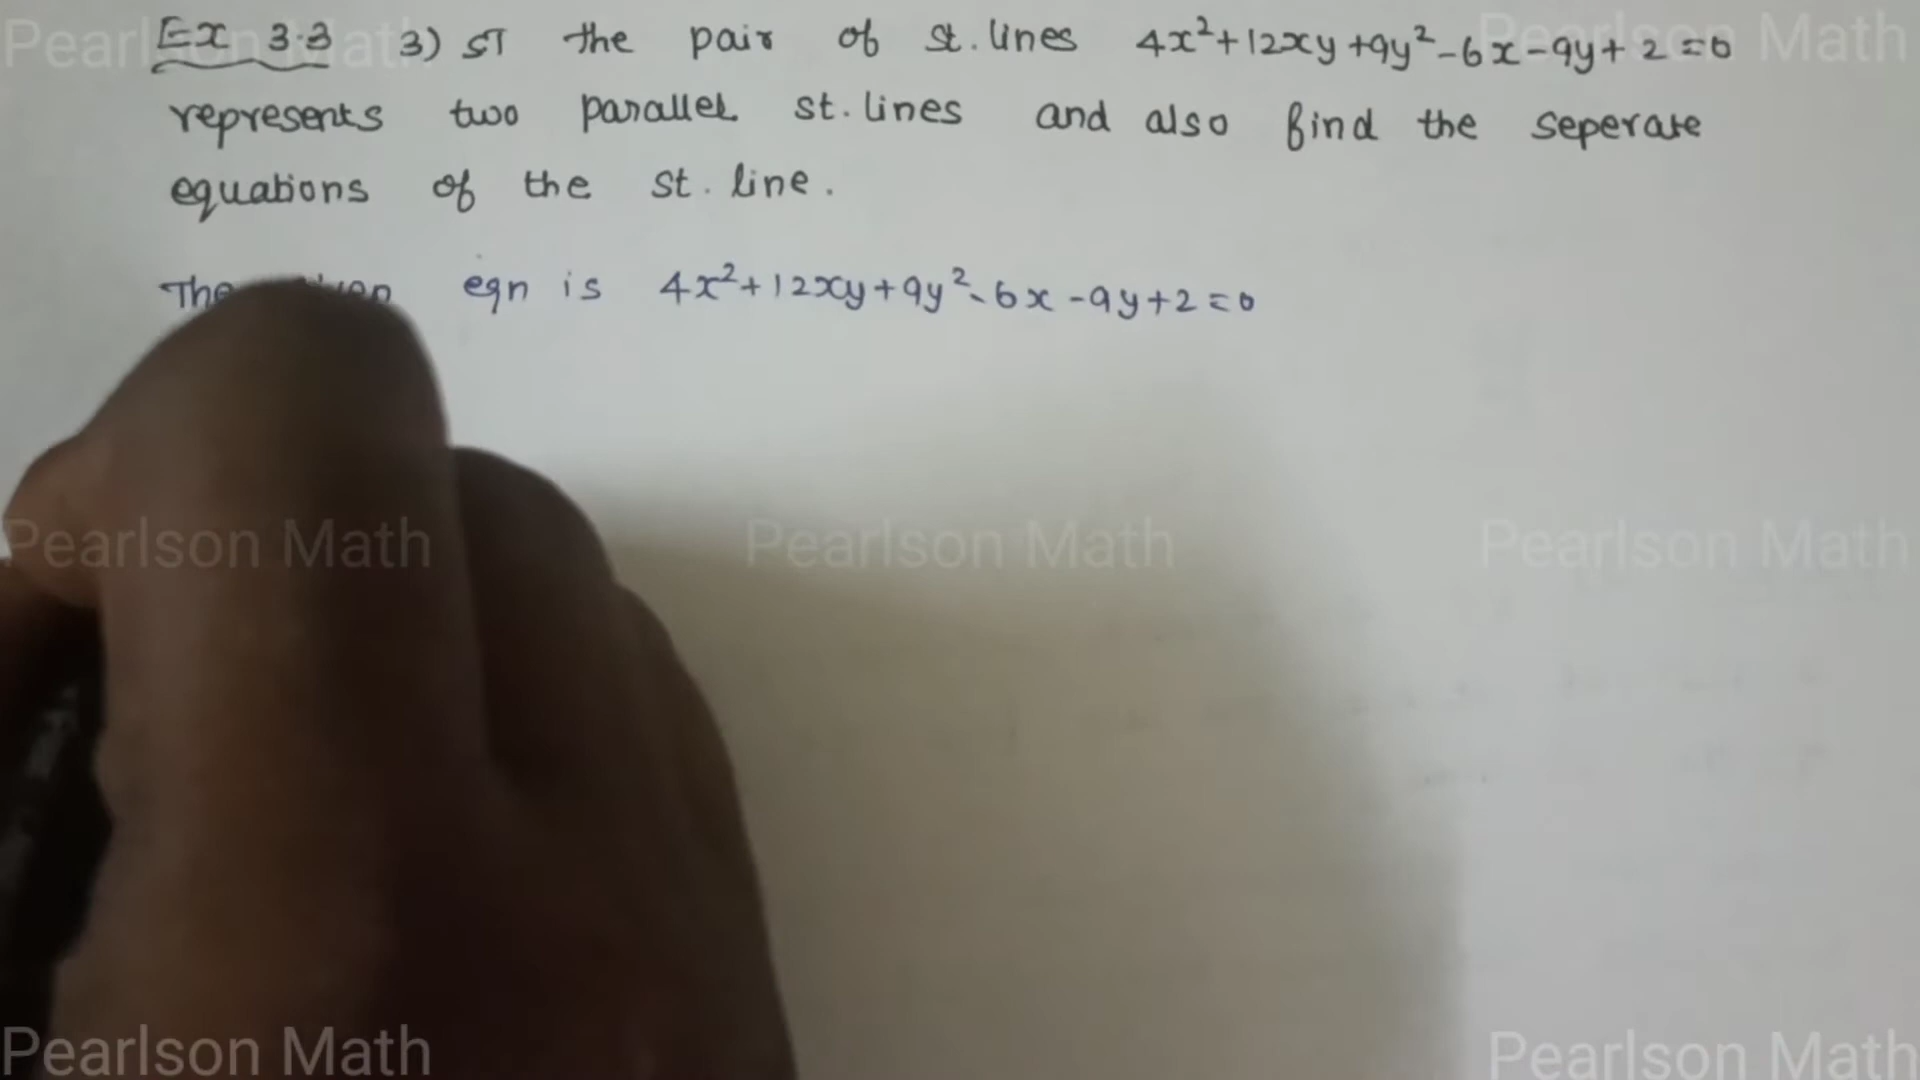 Pearlson Math Pearlson Math
Ex 3.3 3) ST the pair of st. lines 4x²+12xy+9y²-6x-9y+2=0
represents two parallel st. lines and also find the seperate
equations of the st. line.
The eqn is 4x²+12xy+9y²-6x-9y+2=0
Pearlson Math Pearlson Math Pearlson Math
Pearlson Math Pearlson Math